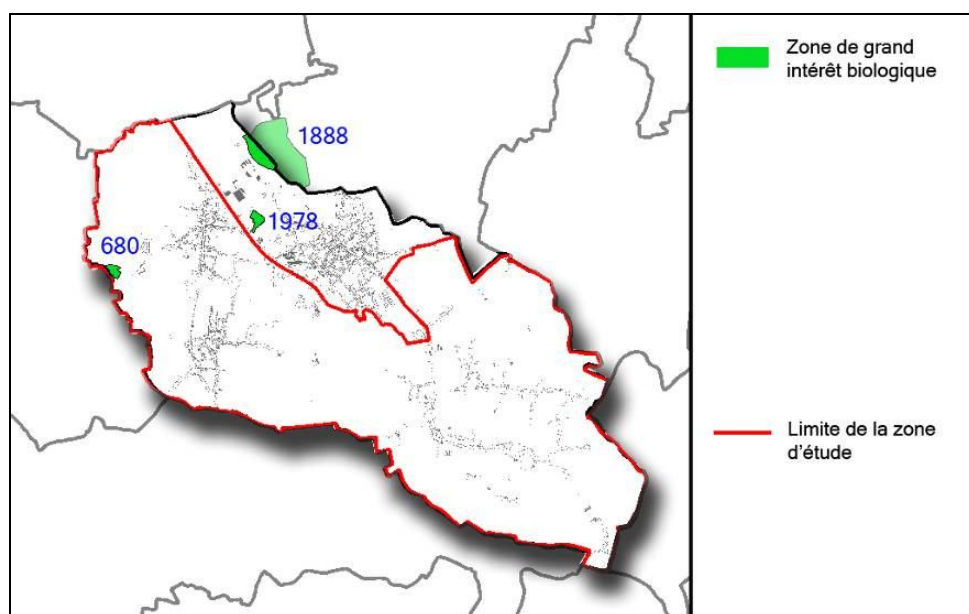 Zone de grand
intérêt biologique
1888
1978
680
Limite de la zone
d'étude